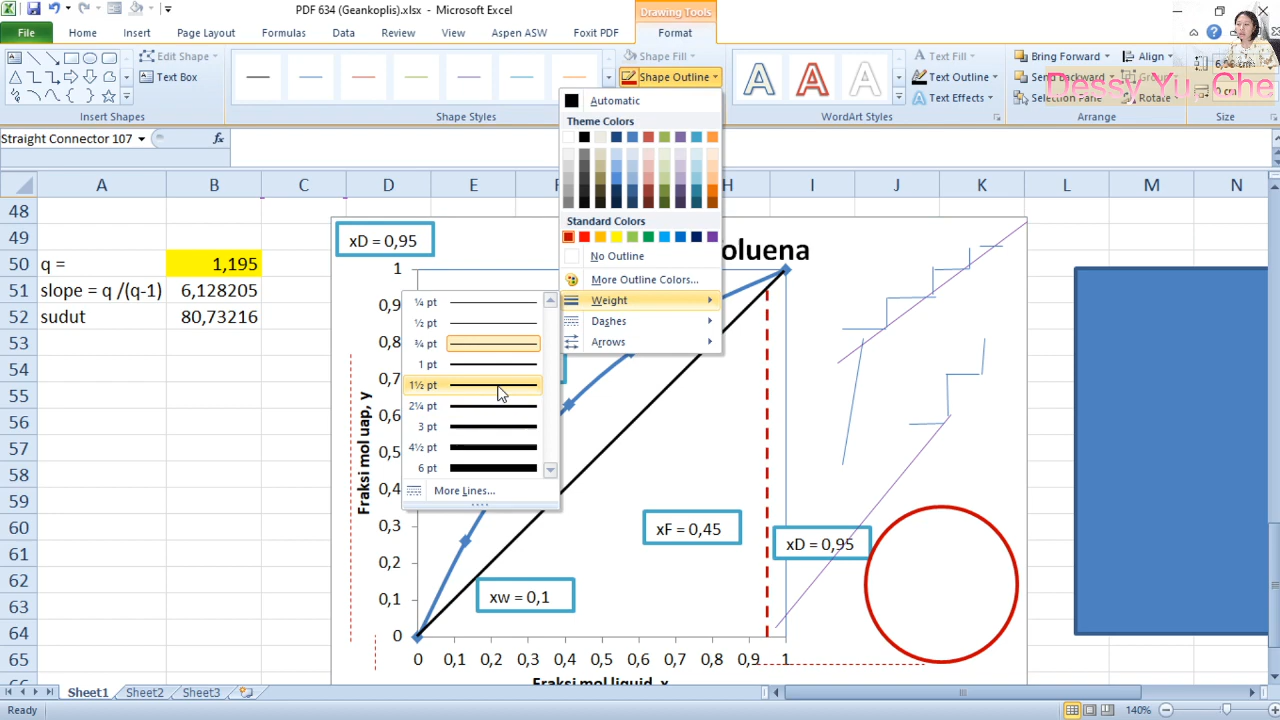 PDF 634 (Geankoplis).xlsx - Microsoft Excel
Drawing Tools
File Home Insert Page Layout Formulas Data Review View Aspen ASW Foxit PDF Format
Edit Shape
Text Box
Shape Fill
Shape Outline
Text Fill
Text Outline
Text Effects
Bring Forward
Send Backward
Selection Pane
Align
Group
Rotate
Dessy Yu, Che
Insert Shapes Shape Styles WordArt Styles Arrange Size
Straight Connector 107 fx
A B C D E H I J K L M N
48
49
50 q = 1,195
51 slope = q /(q-1) 6,128205
52 sudut 80,73216
53
54
55
56
57
58
59
60
61
62
63
64
65
Automatic
Theme Colors
Standard Colors
No Outline
More Outline Colors...
Weight
Dashes
Arrows
¼ pt
½ pt
¾ pt
1 pt
1½ pt
2¼ pt
3 pt
4½ pt
6 pt
More Lines...
xD = 0,95
1
0,9
0,8
0,7
0,6
0,5
0,4
0,3
0,2
0,1
0
Fraksi mol uap, y
xF = 0,45
xD = 0,95
xw = 0,1
0 0,1 0,2 0,3 0,4 0,5 0,6 0,7 0,8 0,9 1
Fraksi mol liquid, x
Sheet1 Sheet2 Sheet3
Ready
140%